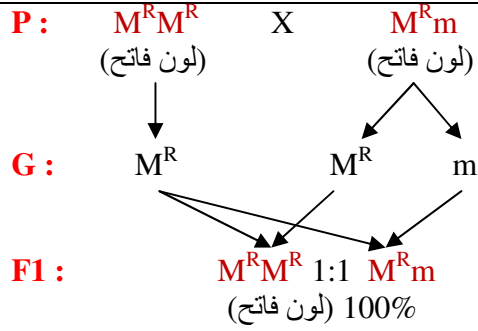 P : M^R M^R X M^R m
(لون فاتح) (لون فاتح)
G : M^R M^R m
F1 : M^R M^R 1:1 M^R m
100% (لون فاتح)